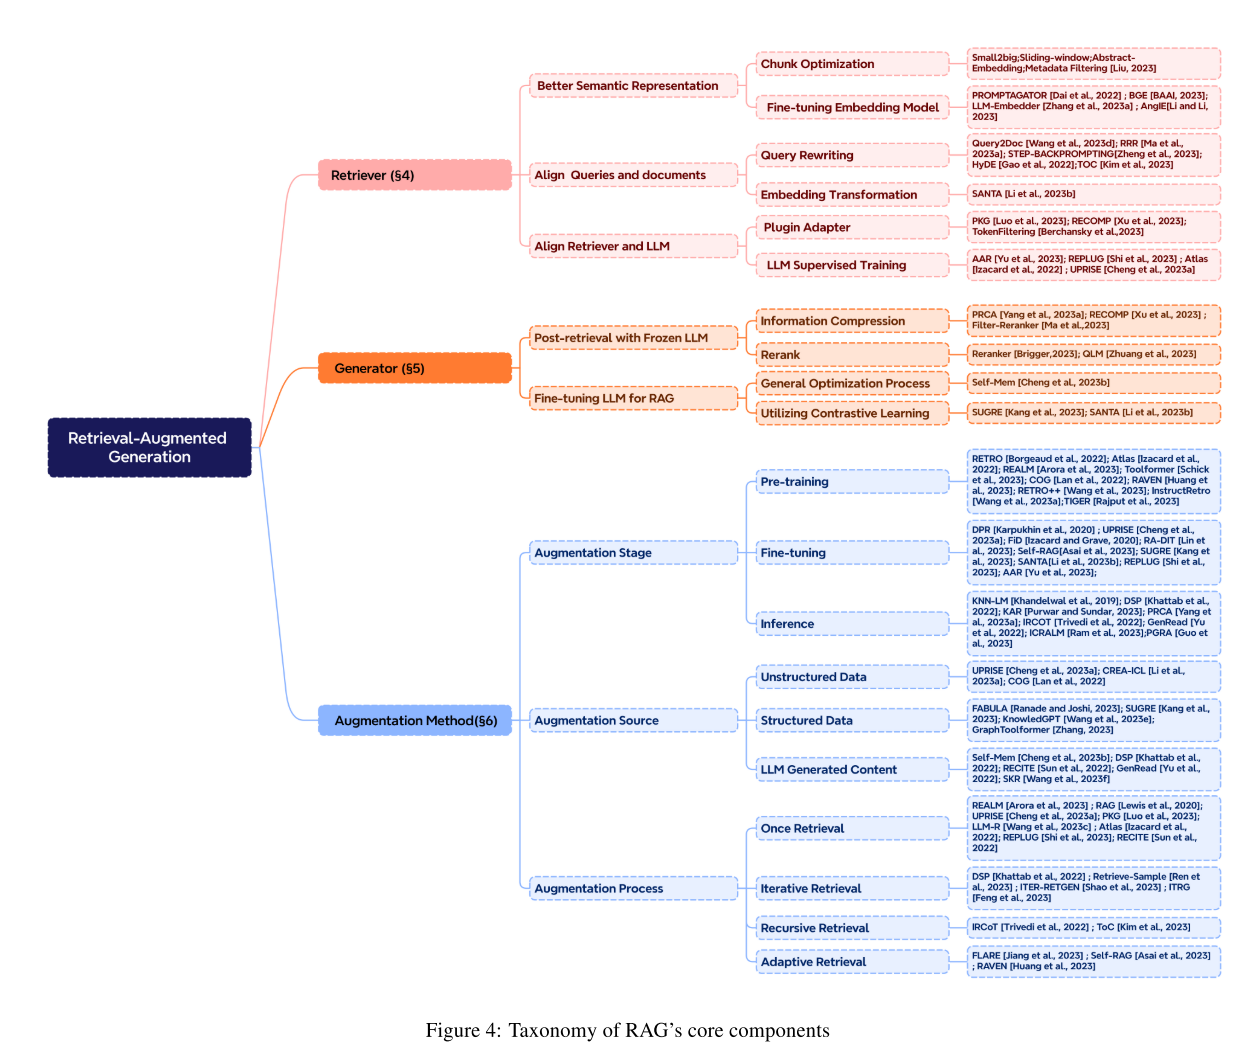 Retrieval-Augmented
Generation
Retriever (§4)
Better Semantic Representation
Chunk Optimization
Small2big;Sliding-window;Abstract-
Embedding;Metadata Filtering [Liu, 2023]
Fine-tuning Embedding Model
PROMPTAGATOR [Dai et al., 2022] ; BGE [BAAI, 2023];
LLM-Embedder [Zhang et al., 2023a] ; AngIE[Li and Li,
2023]
Align Queries and documents
Query Rewriting
Query2Doc [Wang et al., 2023d]; RRR [Ma et al.,
2023a]; STEP-BACKPROMPTING[Zheng et al., 2023];
HyDE [Gao et al., 2022];TOC [Kim et al., 2023]
Embedding Transformation
SANTA [Li et al., 2023b]
Align Retriever and LLM
Plugin Adapter
PKG [Luo et al., 2023]; RECOMP [Xu et al., 2023];
TokenFiltering [Berchansky et al.,2023]
LLM Supervised Training
AAR [Yu et al., 2023]; REPLUG [Shi et al., 2023] ; Atlas
[Izacard et al., 2022] ; UPRISE [Cheng et al., 2023a]
Generator (§5)
Post-retrieval with Frozen LLM
Information Compression
PRCA [Yang et al., 2023a]; RECOMP [Xu et al., 2023] ;
Filter-Reranker [Ma et al.,2023]
Rerank
Reranker [Brigger,2023]; QLM [Zhuang et al., 2023]
Fine-tuning LLM for RAG
General Optimization Process
Self-Mem [Cheng et al., 2023b]
Utilizing Contrastive Learning
SUGRE [Kang et al., 2023]; SANTA [Li et al., 2023b]
Augmentation Method(§6)
Augmentation Stage
Pre-training
RETRO [Borgeaud et al., 2022]; Atlas [Izacard et al.,
2022]; REALM [Arora et al., 2023]; Toolformer [Schick
et al., 2023]; COG [Lan et al., 2022]; RAVEN [Huang et
al., 2023]; RETRO++ [Wang et al., 2023]; InstructRetro
[Wang et al., 2023a];TIGER [Rajput et al., 2023]
Fine-tuning
DPR [Karpukhin et al., 2020] ; UPRISE [Cheng et al.,
2023a]; FiD [Izacard and Grave, 2020]; RA-DIT [Lin et
al., 2023]; Self-RAG[Asai et al., 2023]; SUGRE [Kang et
al., 2023]; SANTA[Li et al., 2023b]; REPLUG [Shi et al.,
2023]; AAR [Yu et al., 2023];
Inference
KNN-LM [Khandelwal et al., 2019]; DSP [Khattab et al.,
2022]; KAR [Purwar and Sundar, 2023]; PRCA [Yang et
al., 2023a]; IRCOT [Trivedi et al., 2022]; GenRead [Yu
et al., 2022]; ICRALM [Ram et al., 2023];PGRA [Guo et
al., 2023]
Augmentation Source
Unstructured Data
UPRISE [Cheng et al., 2023a]; CREA-ICL [Li et al.,
2023a]; COG [Lan et al., 2022]
Structured Data
FABULA [Ranade and Joshi, 2023]; SUGRE [Kang et al.,
2023]; KnowledGPT [Wang et al., 2023e];
GraphToolformer [Zhang, 2023]
LLM Generated Content
Self-Mem [Cheng et al., 2023b]; DSP [Khattab et al.,
2022]; RECITE [Sun et al., 2022]; GenRead [Yu et al.,
2022]; SKR [Wang et al., 2023f]
Augmentation Process
Once Retrieval
REALM [Arora et al., 2023] ; RAG [Lewis et al., 2020];
UPRISE [Cheng et al., 2023a]; PKG [Luo et al., 2023];
LLM-R [Wang et al., 2023c] ; Atlas [Izacard et al.,
2022]; REPLUG [Shi et al., 2023]; RECITE [Sun et al.,
2022]
Iterative Retrieval
DSP [Khattab et al., 2022] ; Retrieve-Sample [Ren et
al., 2023] ; ITER-RETGEN [Shao et al., 2023] ; ITRG
[Feng et al., 2023]
Recursive Retrieval
IRCoT [Trivedi et al., 2022] ; ToC [Kim et al., 2023]
Adaptive Retrieval
FLARE [Jiang et al., 2023] ; Self-RAG [Asai et al., 2023]
; RAVEN [Huang et al., 2023]
Figure 4: Taxonomy of RAG's core components